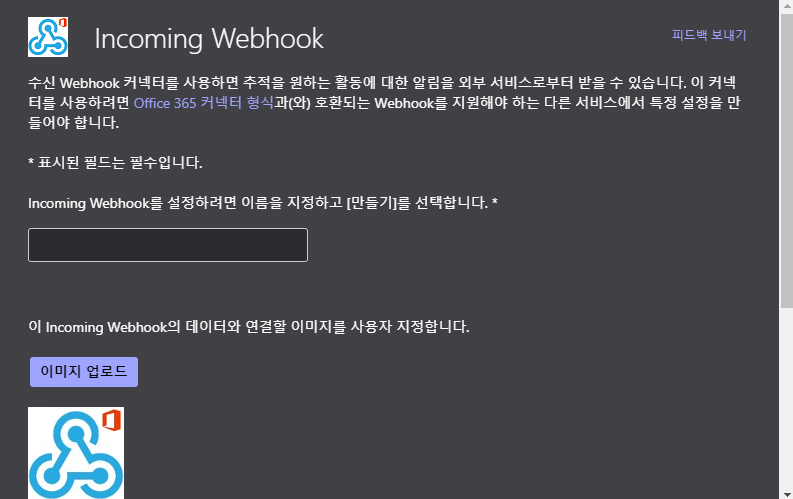 Incoming Webhook
피드백 보내기
수신 Webhook 커넥터를 사용하면 추적을 원하는 활동에 대한 알림을 외부 서비스로부터 받을 수 있습니다. 이 커넥
터를 사용하려면 Office 365 커넥터 형식과(와) 호환되는 Webhook를 지원해야 하는 다른 서비스에서 특정 설정을 만
들어야 합니다.
* 표시된 필드는 필수입니다.
Incoming Webhook를 설정하려면 이름을 지정하고 [만들기]를 선택합니다. *
이 Incoming Webhook의 데이터와 연결할 이미지를 사용자 지정합니다.
이미지 업로드